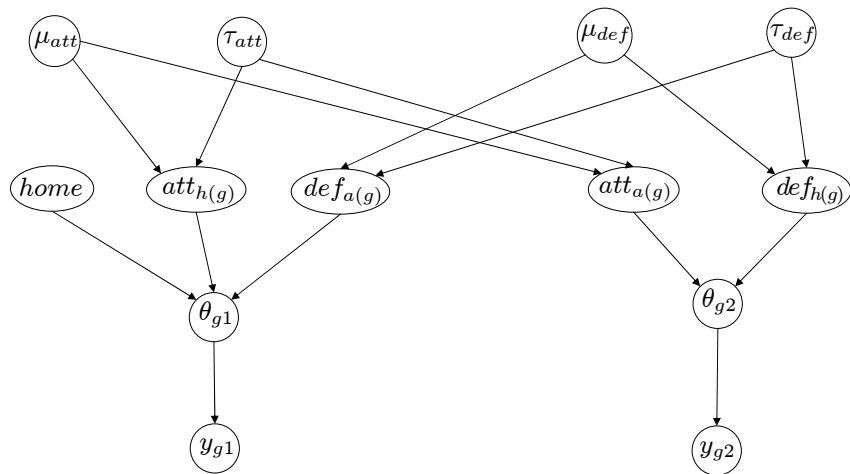 μ_att τ_att μ_def τ_def
home att_h(g) def_a(g) att_a(g) def_h(g)
θ_g1 θ_g2
y_g1 y_g2